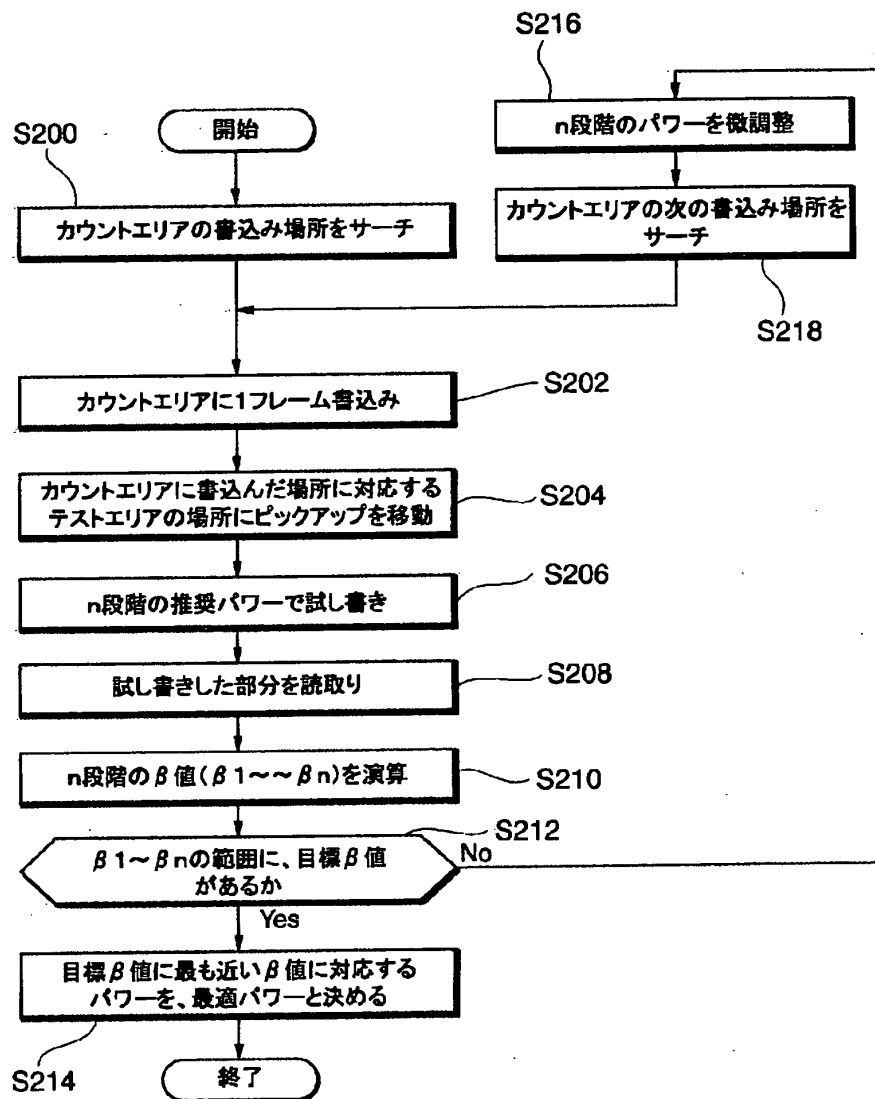 S216
n段階のパワーを微調整
S200
開始
カウントエリアの書込み場所をサーチ
カウントエリアの次の書込み場所を
サーチ
S218
カウントエリアに1フレーム書込み
S202
カウントエリアに書込んだ場所に対応する
テストエリアの場所にピックアップを移動
S204
n段階の推奨パワーで試し書き
S206
試し書きした部分を読取り
S208
n段階のβ値(β1~~βn)を演算
S210
S212
β1~βnの範囲に、目標β値
があるか
No
Yes
目標β値に最も近いβ値に対応する
パワーを、最適パワーと決める
S214
終了